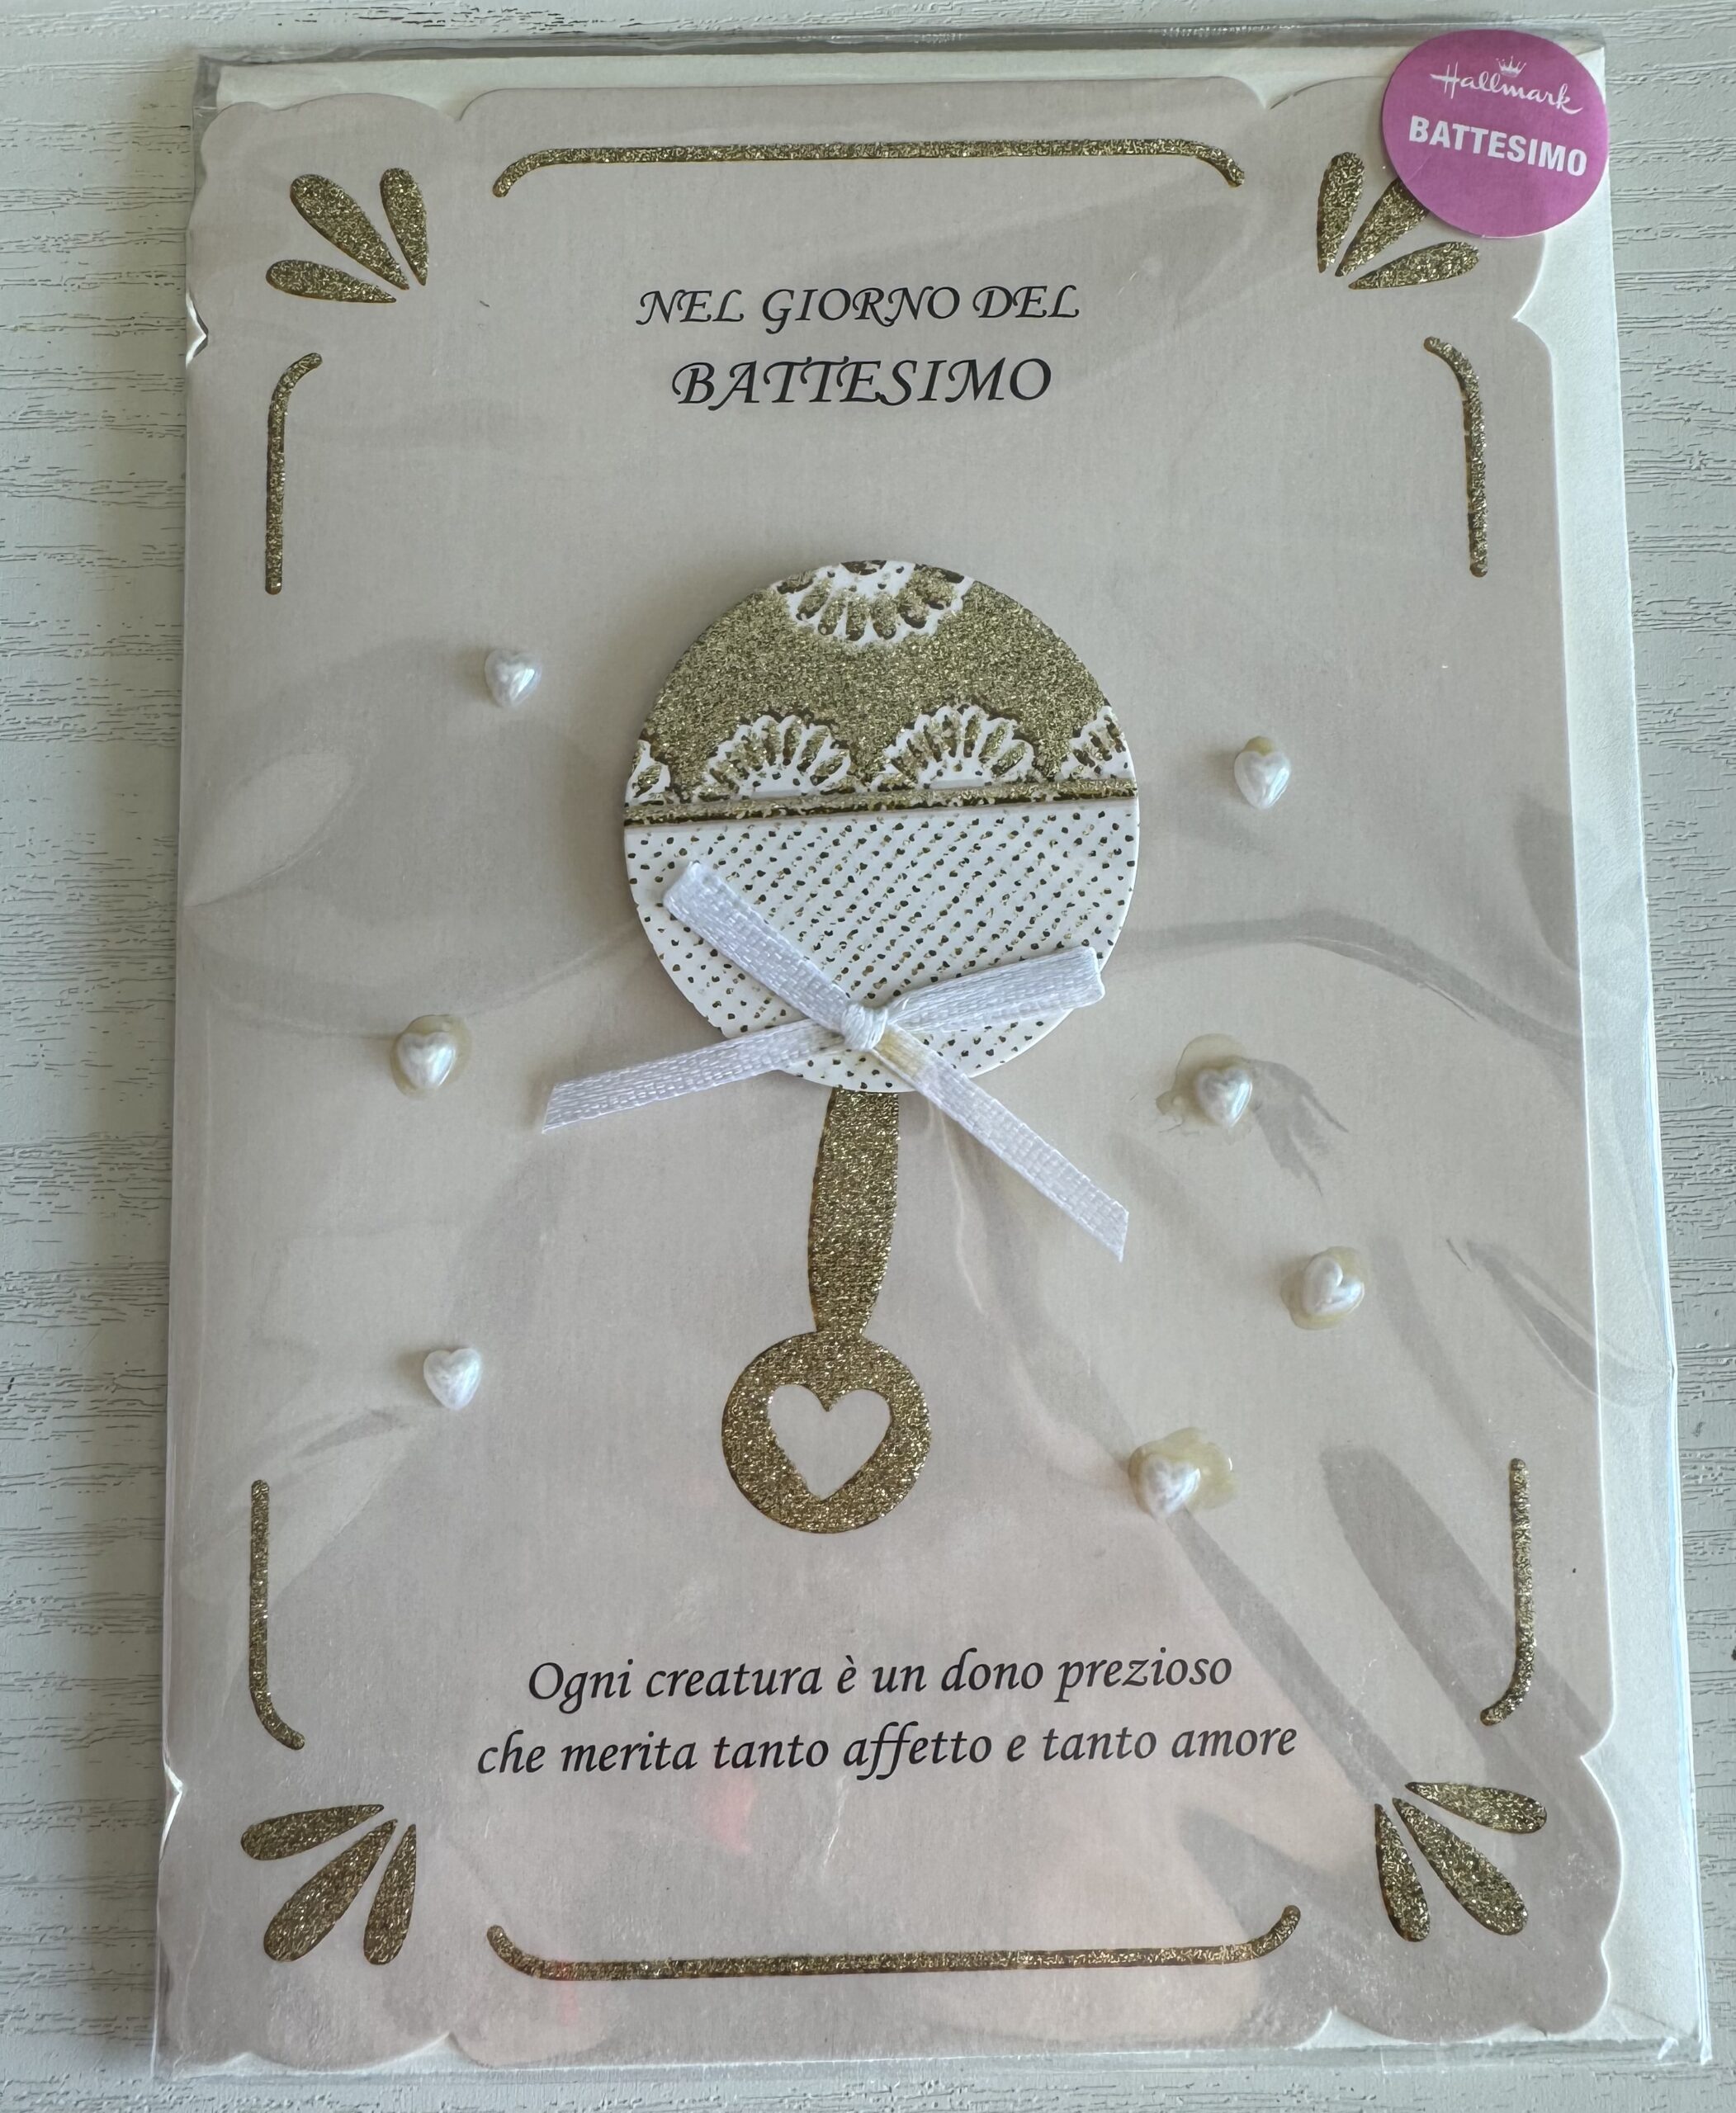 Hallmark
BATTESIMO
NEL GIORNO DEL
BATTESIMO
Ogni creatura è un dono prezioso
che merita tanto affetto e tanto amore